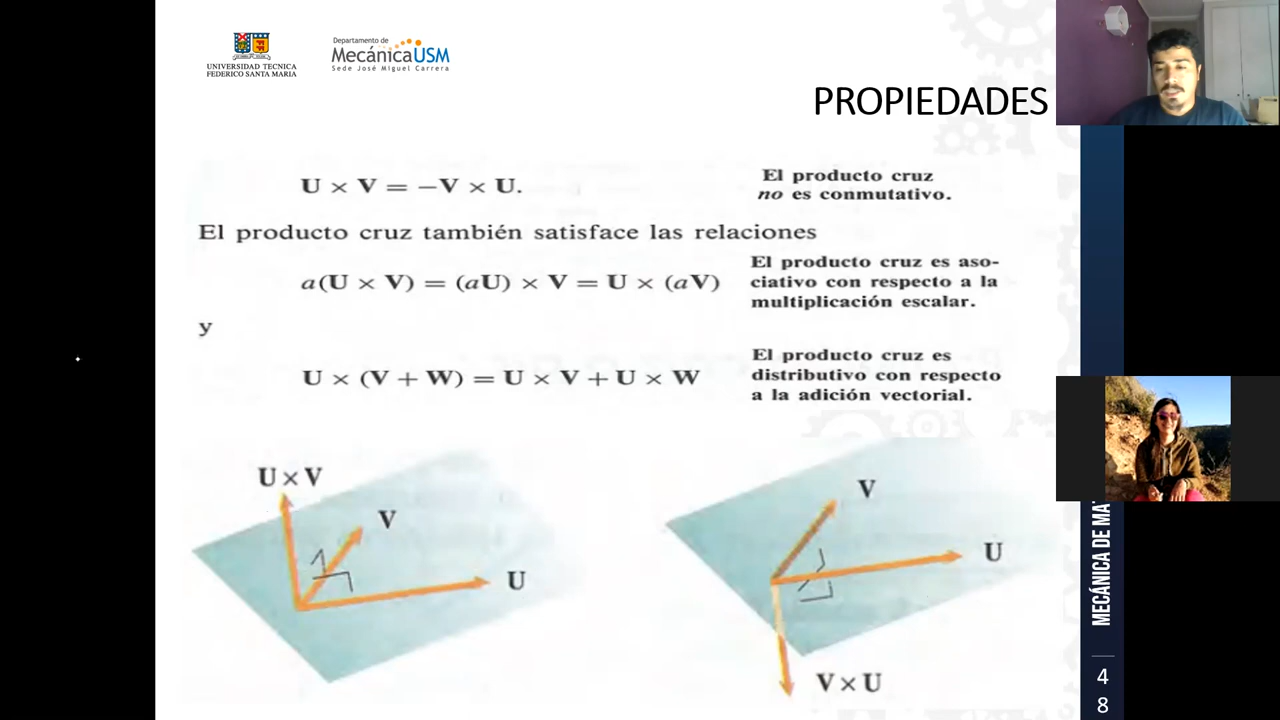 UNIVERSIDAD TECNICA
FEDERICO SANTA MARIA
Departamento de
MecánicaUSM
Sede José Miguel Carrera
PROPIEDADES
U × V = −V × U.
El producto cruz
no es conmutativo.
El producto cruz también satisface las relaciones
a(U × V) = (aU) × V = U × (aV)
El producto cruz es aso-
ciativo con respecto a la
multiplicación escalar.
y
U × (V + W) = U × V + U × W
El producto cruz es
distributivo con respecto
a la adición vectorial.
U × V
V
U
V
U
V × U
MECÁNICA DE
4
8